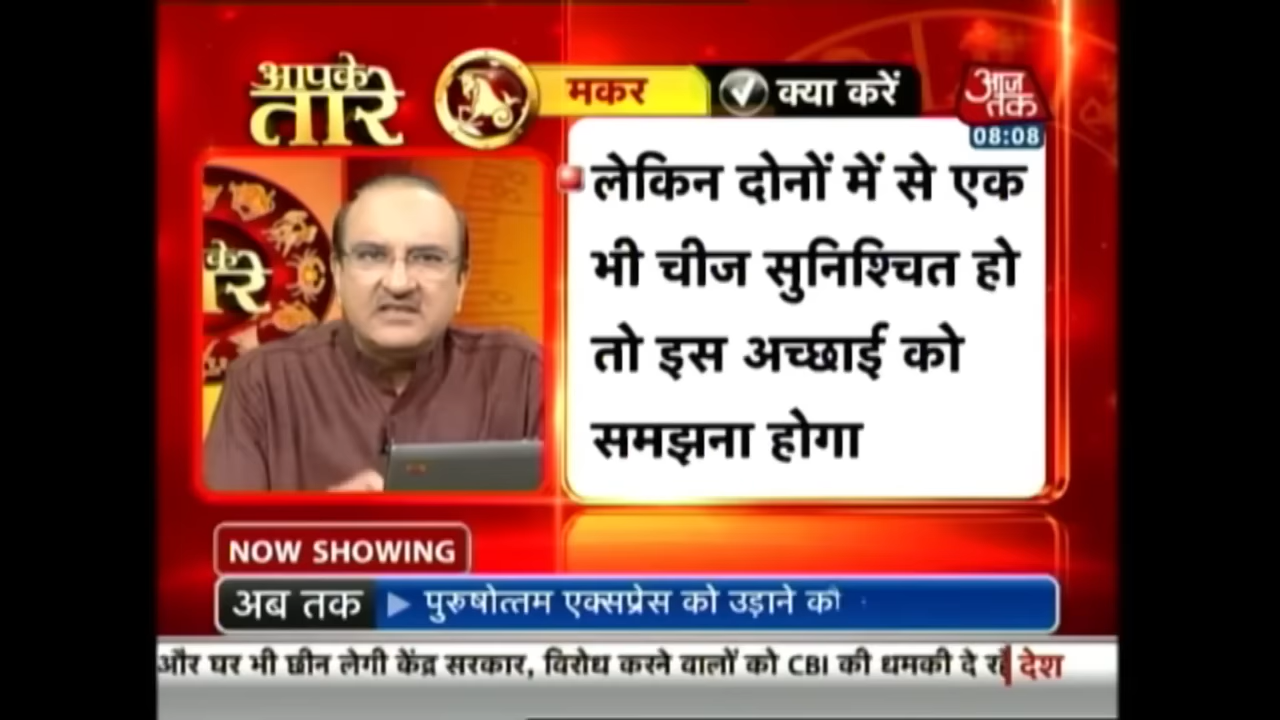 आपके
तारे
मकर
क्या करें
आज
तक
08:08
लेकिन दोनों में से एक
भी चीज सुनिश्चित हो
तो इस अच्छाई को
समझना होगा
के
रे
NOW SHOWING
अब तक
पुरुषोत्तम एक्सप्रेस को उड़ाने की
और घर भी छीन लेगी केंद्र सरकार, विरोध करने वालों को CBI की धमकी दे
देश